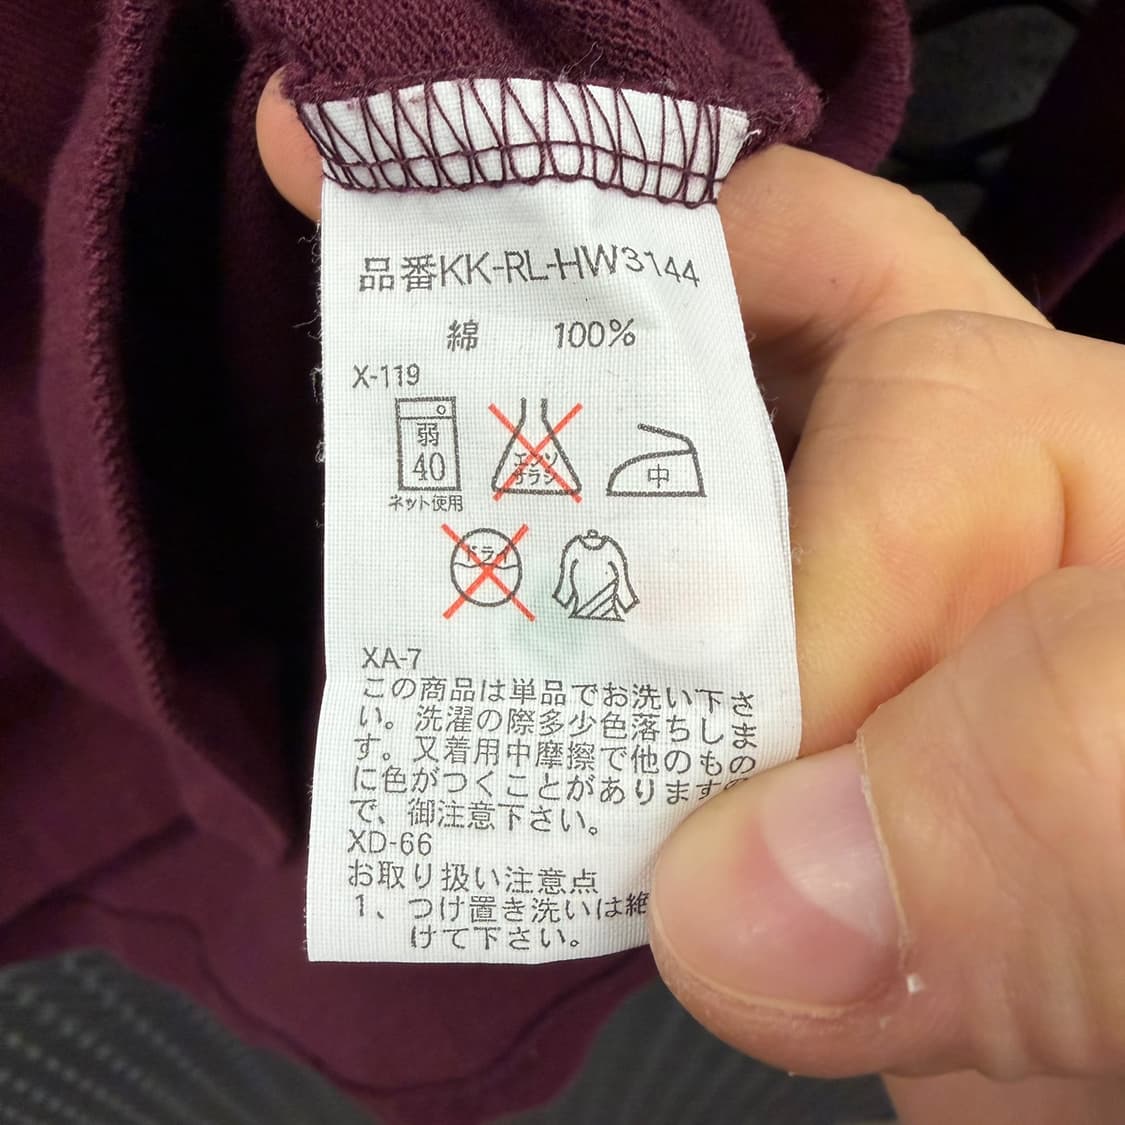 品番KK-RL-HW3144
綿 100%
X-119
弱
40
ネット使用
エンソ
サラシ
中
ドライ
XA-7
この商品は単品でお洗い下さ
い。洗濯の際多少色落ちしま
す。又着用中摩擦で他のもの
に色がつくことがあります
で、御注意下さい。
XD-66
お取り扱い注意点
1、つけ置き洗いは絶
けて下さい。